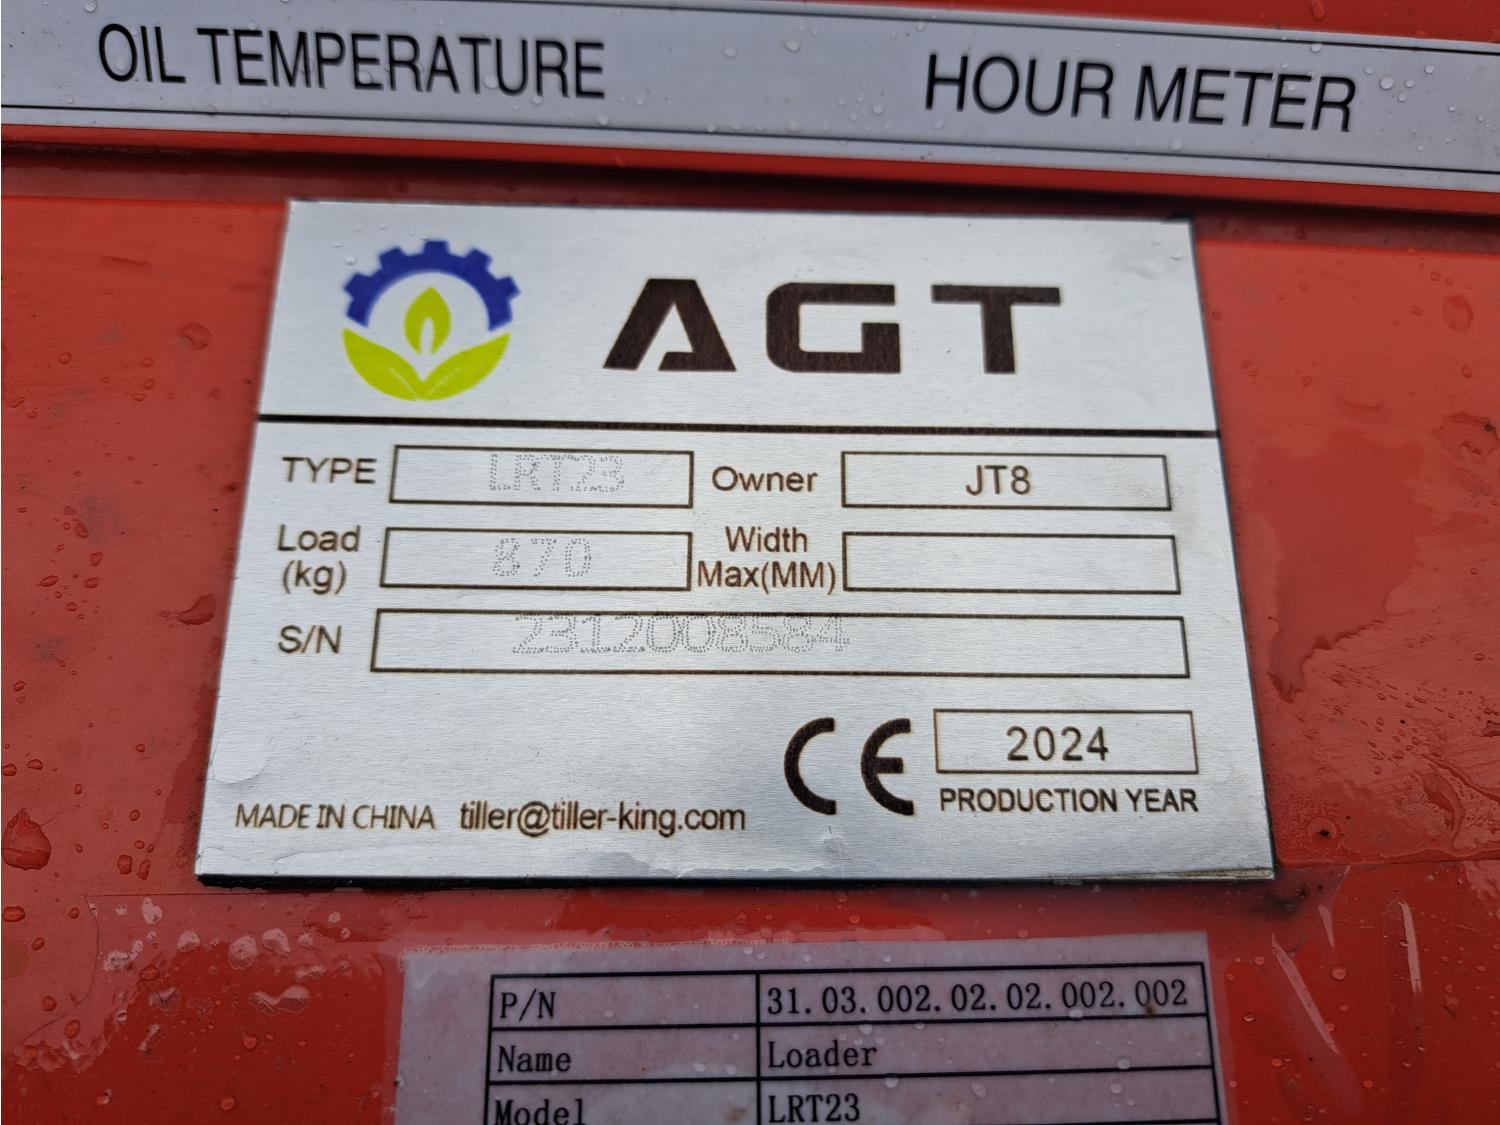 OIL TEMPERATURE HOUR METER
AGT
TYPE LRT23 Owner JT8
Load (kg) 870 Width Max(MM)
S/N 2312008584
CE 2024
PRODUCTION YEAR
MADE IN CHINA tiller@tiller-king.com
P/N 31.03.002.02.02.002.002
Name Loader
Model LRT23